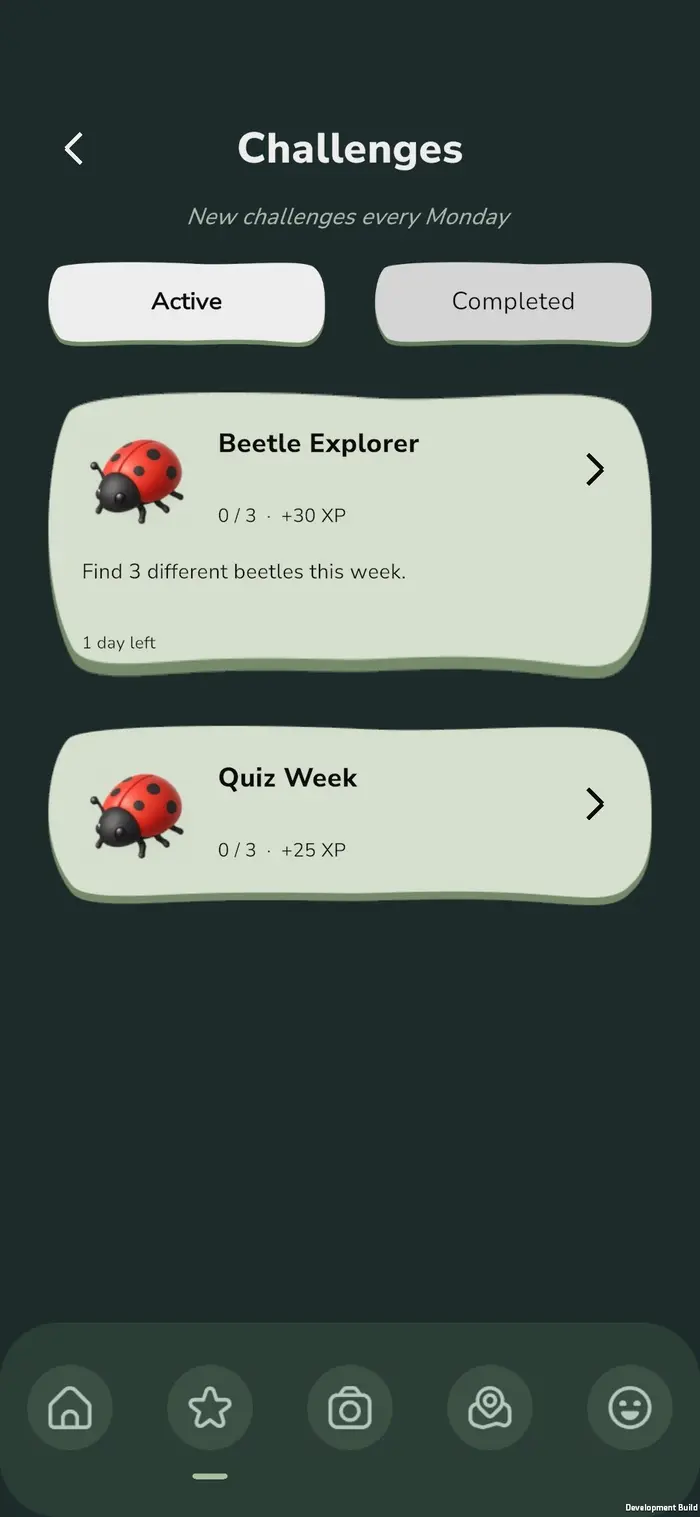 Challenges
New challenges every Monday
Active
Completed
Beetle Explorer
0 / 3 · +30 XP
Find 3 different beetles this week.
1 day left
Quiz Week
0 / 3 · +25 XP
Development Build